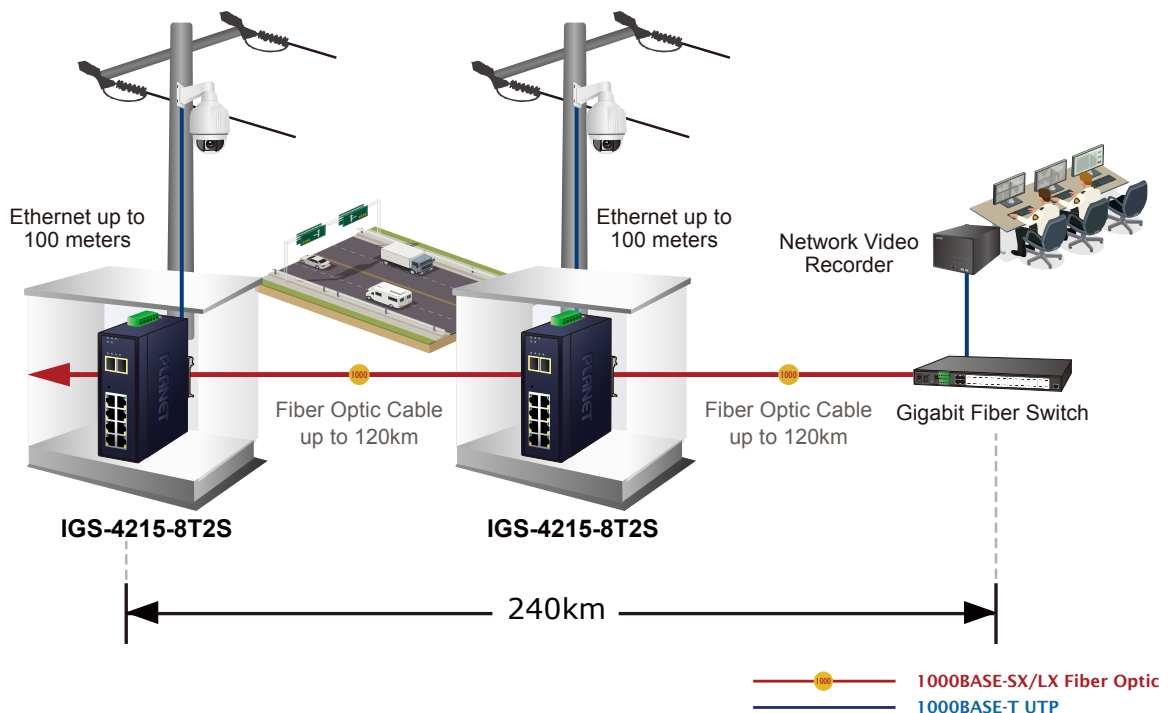 Ethernet up to
100 meters
Ethernet up to
100 meters
Network Video
Recorder
PLANET
PLANET
1000
1000
Fiber Optic Cable
up to 120km
Fiber Optic Cable
up to 120km
Gigabit Fiber Switch
IGS-4215-8T2S
IGS-4215-8T2S
240km
1000
1000BASE-SX/LX Fiber Optic
1000BASE-T UTP